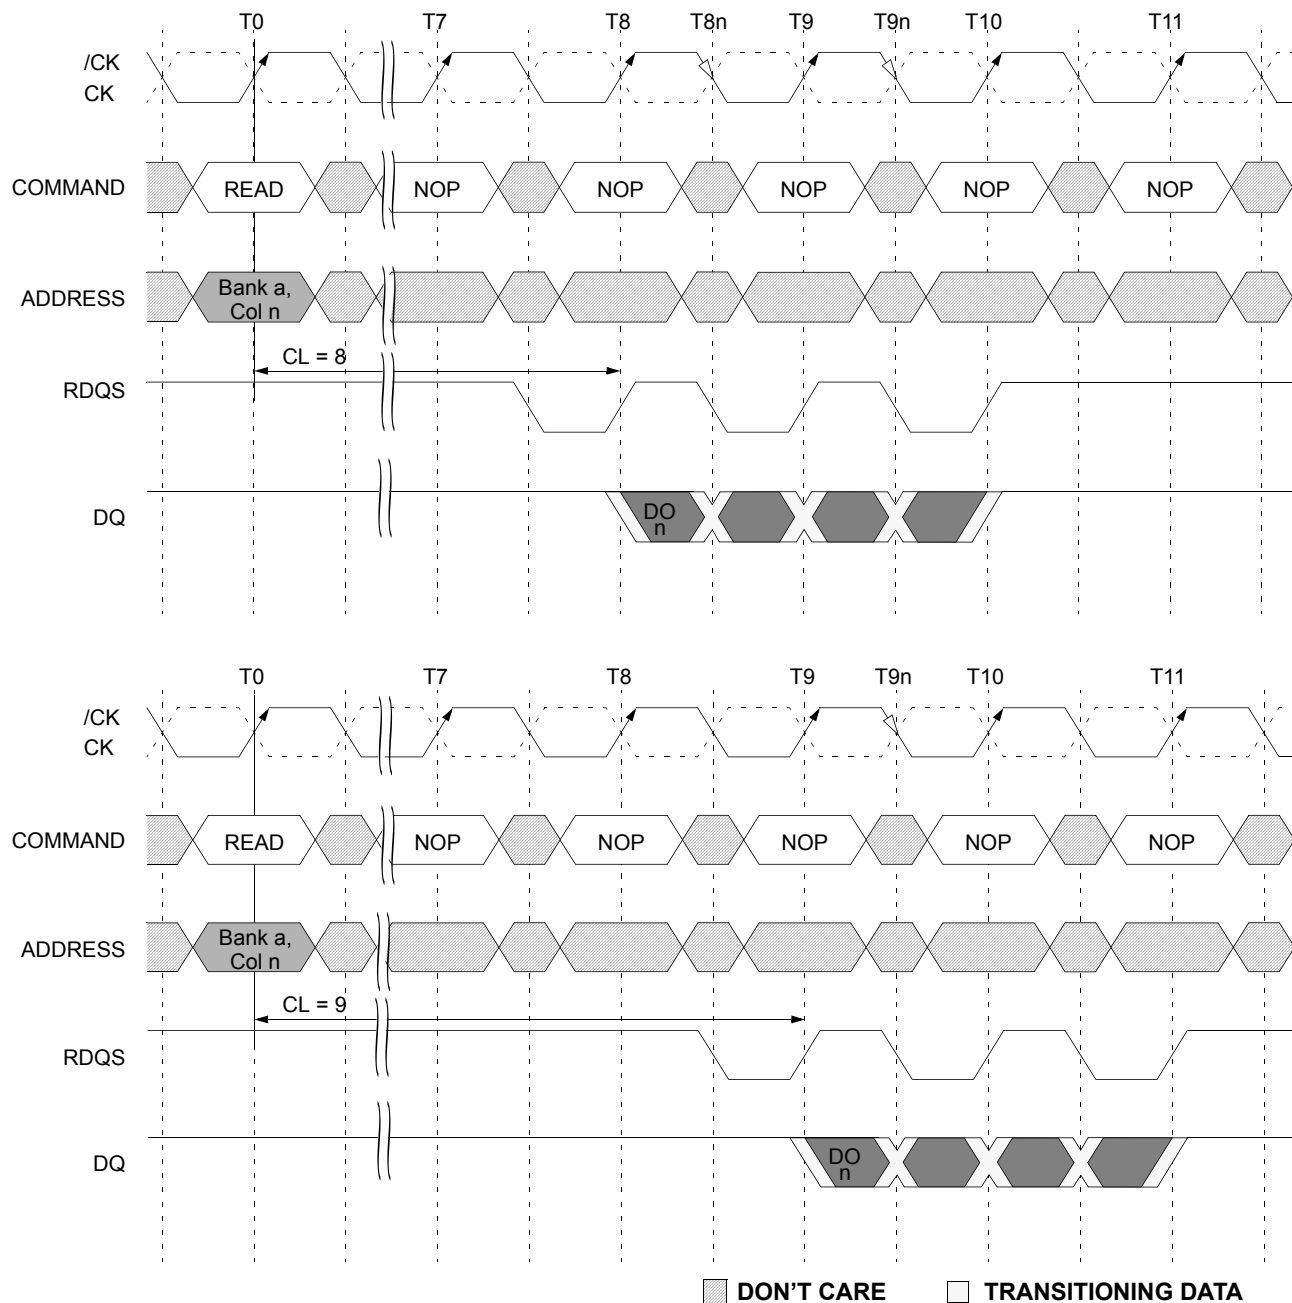 T0 T7 T8 T8n T9 T9n T10 T11
/CK
CK
COMMAND READ NOP NOP NOP NOP NOP
ADDRESS Bank a,
Col n
CL = 8
RDQS
DQ DO
n
T0 T7 T8 T9 T9n T10 T11
/CK
CK
COMMAND READ NOP NOP NOP NOP NOP
ADDRESS Bank a,
Col n
CL = 9
RDQS
DQ DO
n
DON'T CARE TRANSITIONING DATA